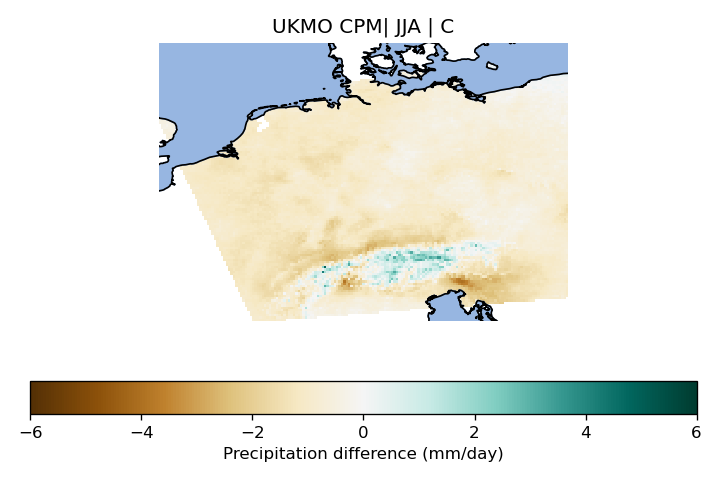 UKMO CPM| JJA | C
−6 −4 −2 0 2 4 6
Precipitation difference (mm/day)